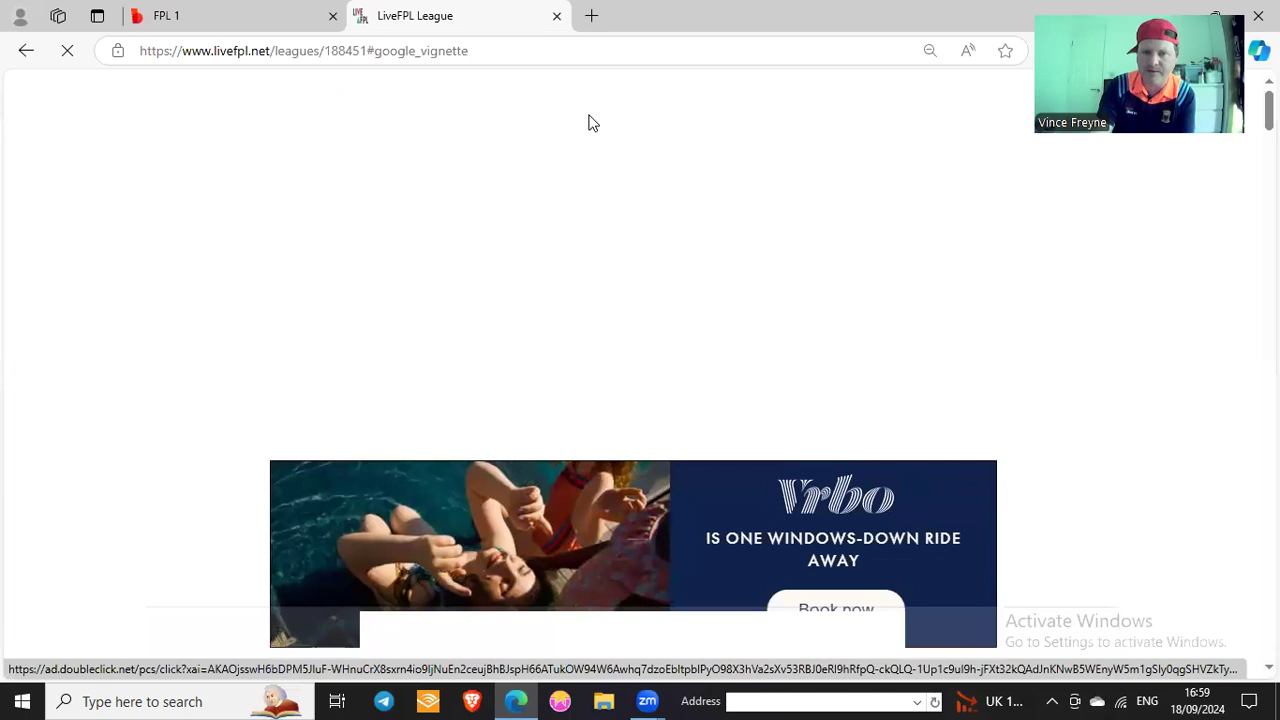 FPL 1
LiveFPL League
https://www.livefpl.net/leagues/188451#google_vignette
Vince Freyne
Vrbo
IS ONE WINDOWS-DOWN RIDE
AWAY
Book now
Activate Windows
Go to Settings to activate Windows.
Type here to search
Address
UK 1...
ENG
16:59
18/09/2024